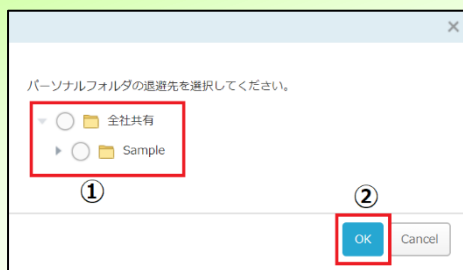 パーソナルフォルダの退避先を選択してください。
全社共有
Sample
①
②
OK Cancel